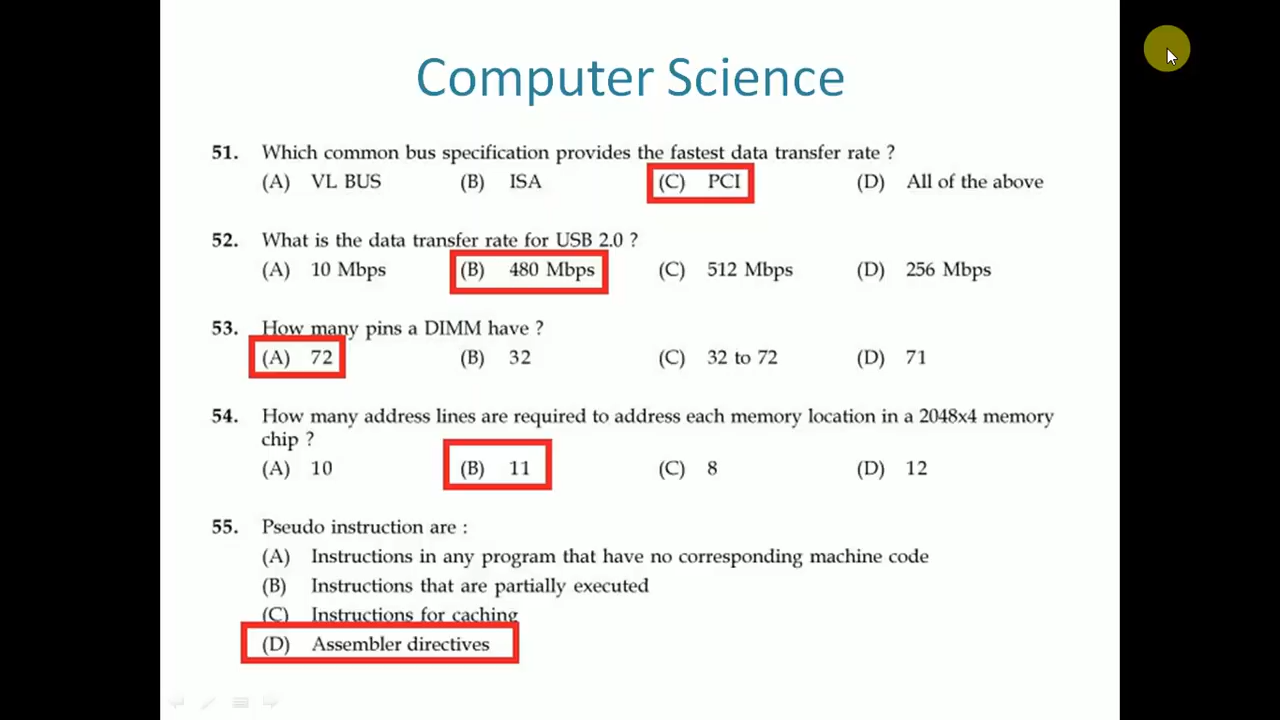 Computer Science
51. Which common bus specification provides the fastest data transfer rate ?
(A) VL BUS (B) ISA (C) PCI (D) All of the above
52. What is the data transfer rate for USB 2.0 ?
(A) 10 Mbps (B) 480 Mbps (C) 512 Mbps (D) 256 Mbps
53. How many pins a DIMM have ?
(A) 72 (B) 32 (C) 32 to 72 (D) 71
54. How many address lines are required to address each memory location in a 2048x4 memory
chip ?
(A) 10 (B) 11 (C) 8 (D) 12
55. Pseudo instruction are :
(A) Instructions in any program that have no corresponding machine code
(B) Instructions that are partially executed
(C) Instructions for caching
(D) Assembler directives